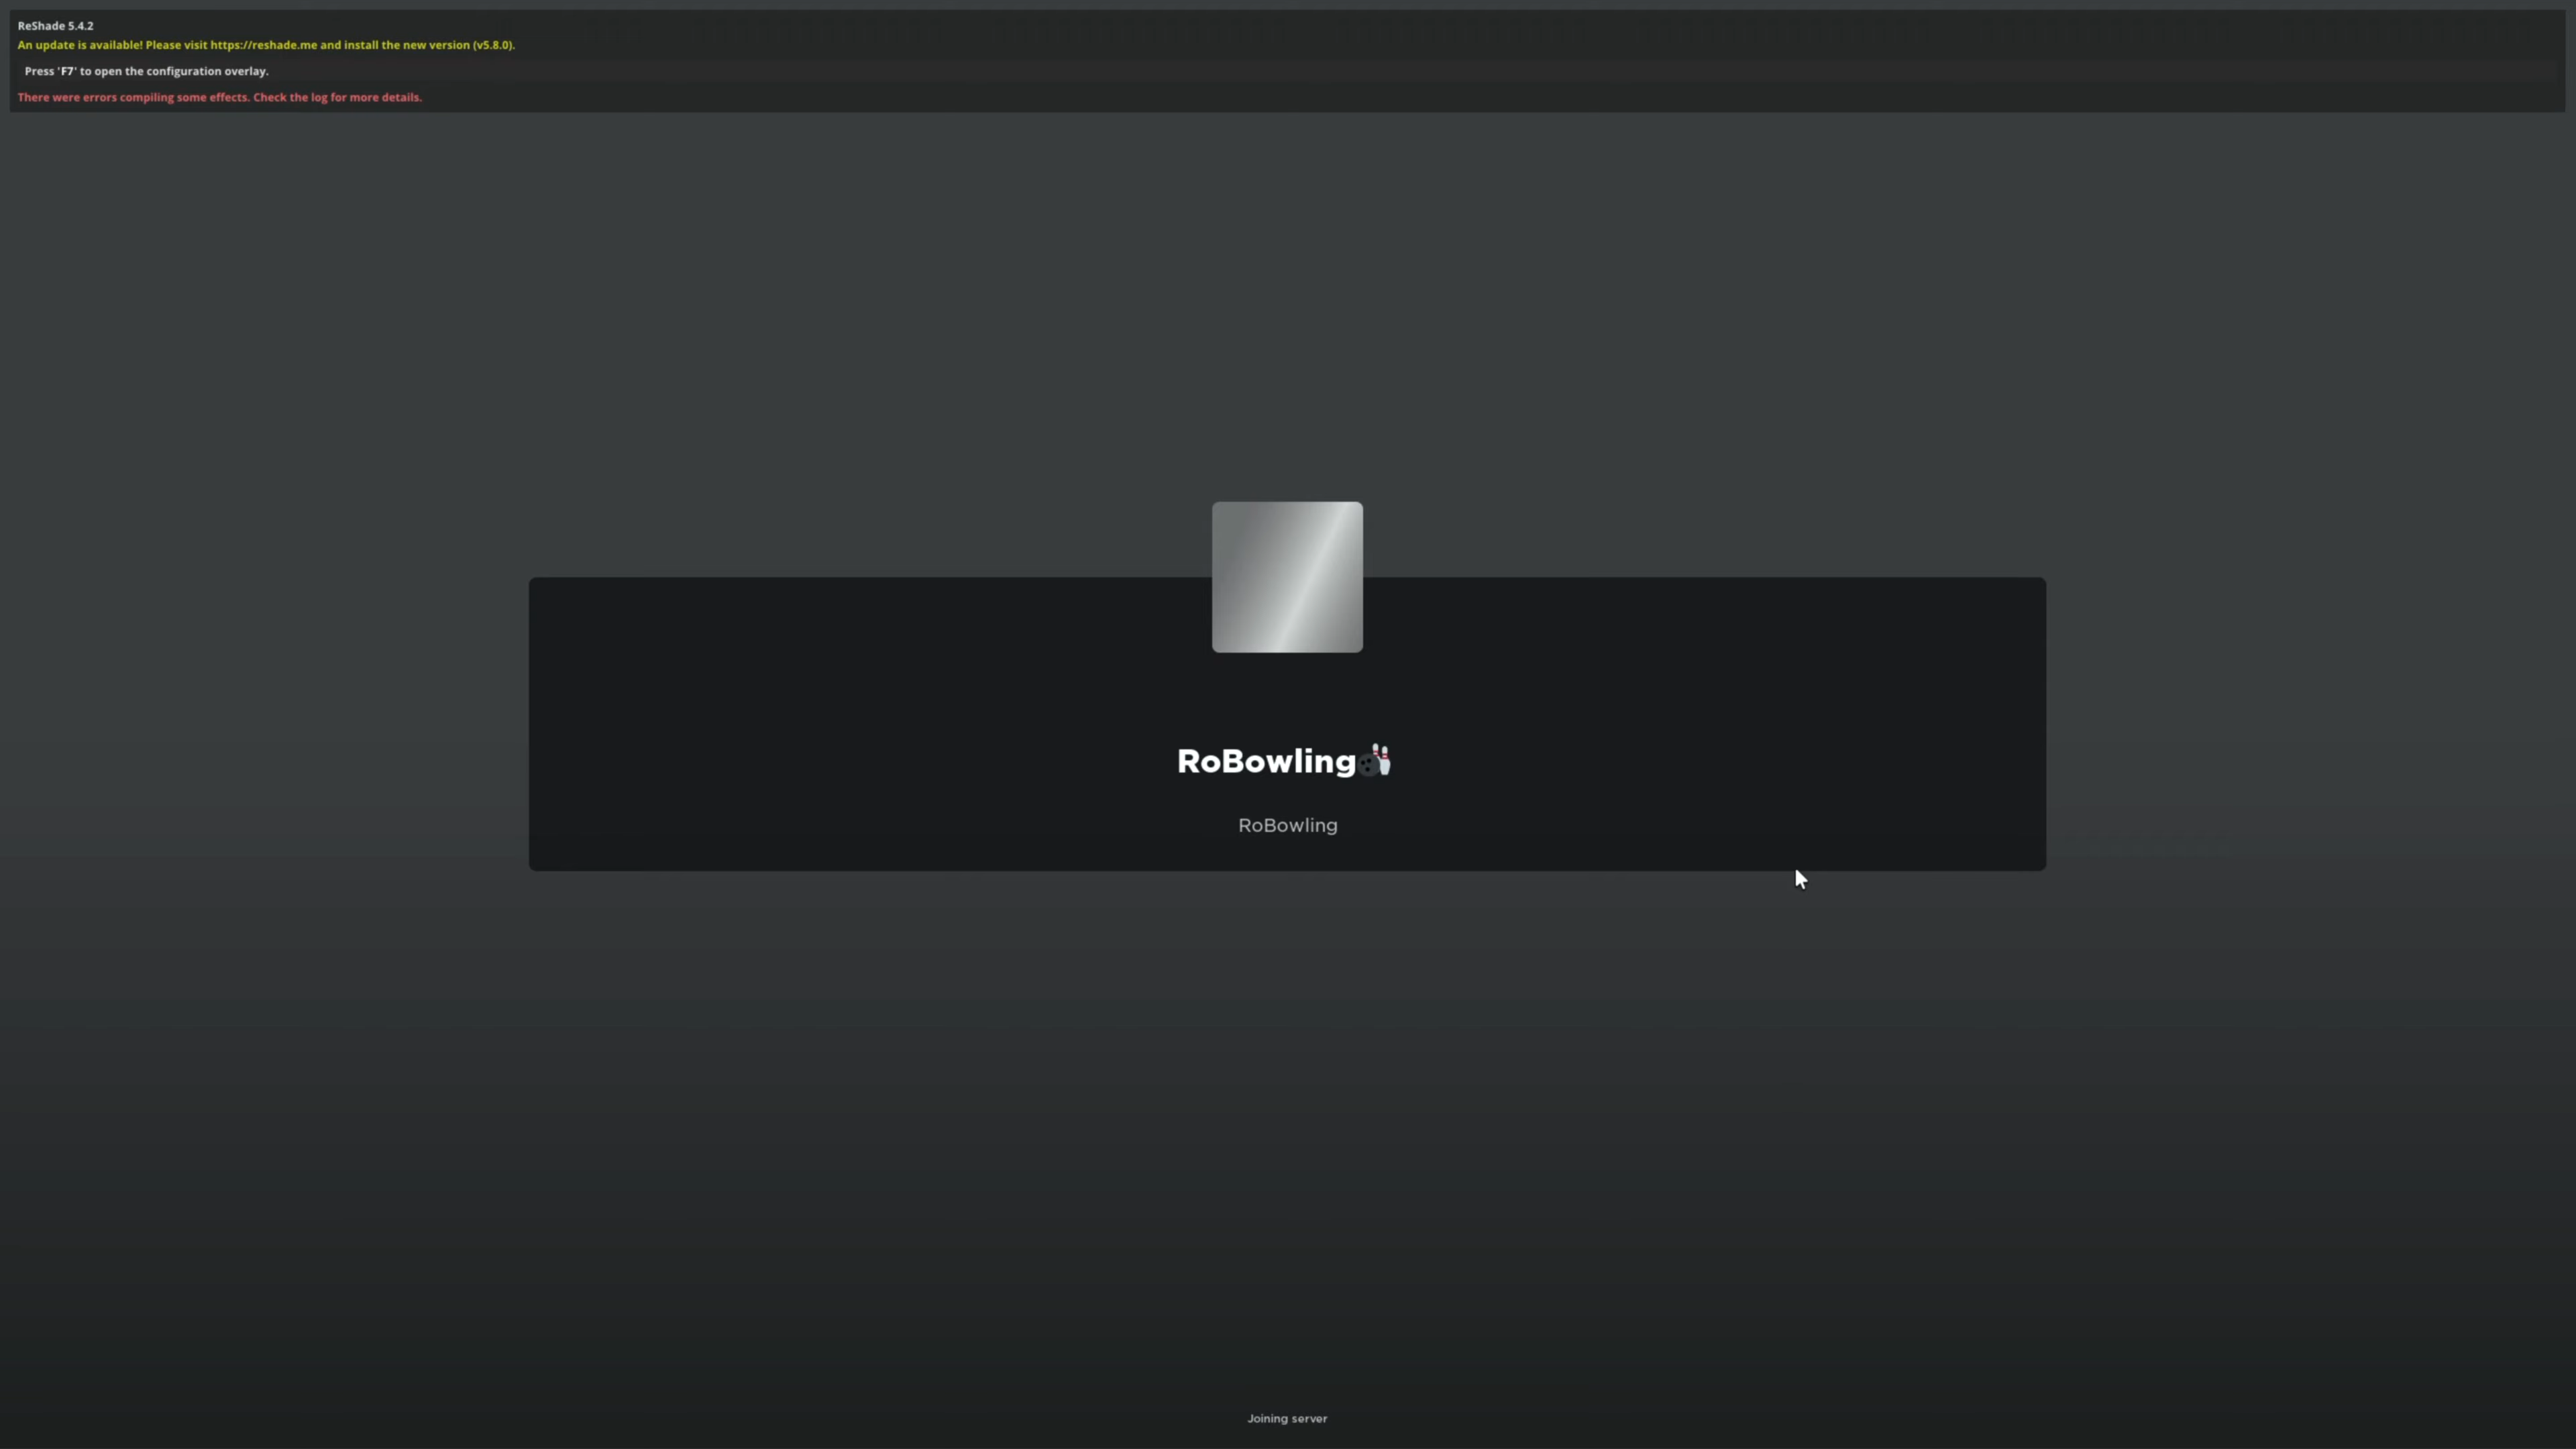 ReShade 5.4.2
An update is available! Please visit https://reshade.me and install the new version (v5.8.0).
Press 'F7' to open the configuration overlay.
There were errors compiling some effects. Check the log for more details.
RoBowling🎳
RoBowling
Joining server